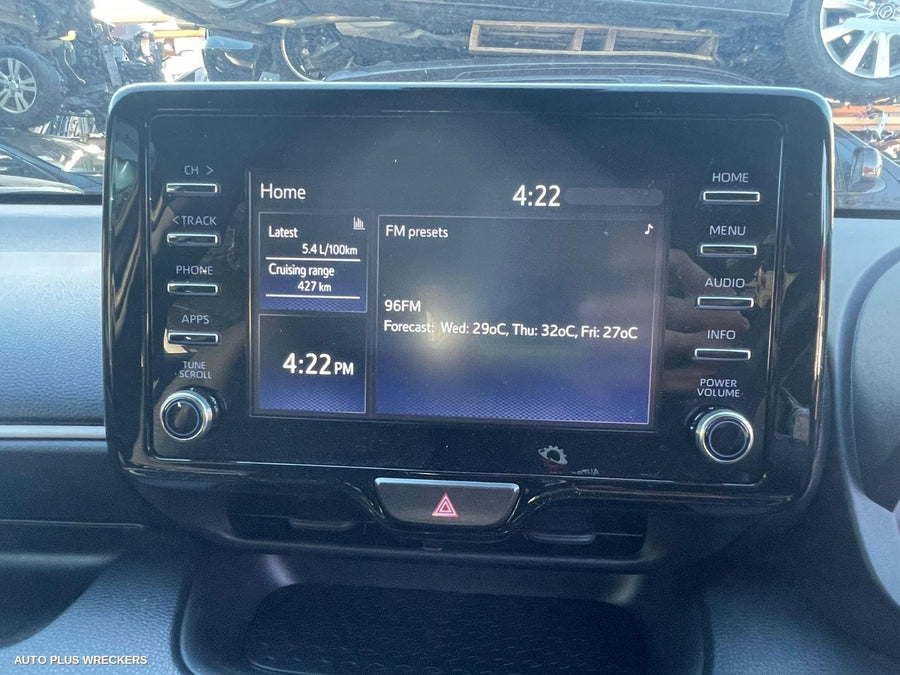 CH >
< TRACK
PHONE
APPS
TUNE
SCROLL
Home
4:22
Latest
5.4 L/100km
Cruising range
427 km
4:22 PM
FM presets
96FM
Forecast: Wed: 29oC, Thu: 32oC, Fri: 27oC
HOME
MENU
AUDIO
INFO
POWER
VOLUME
AUTO PLUS WRECKERS